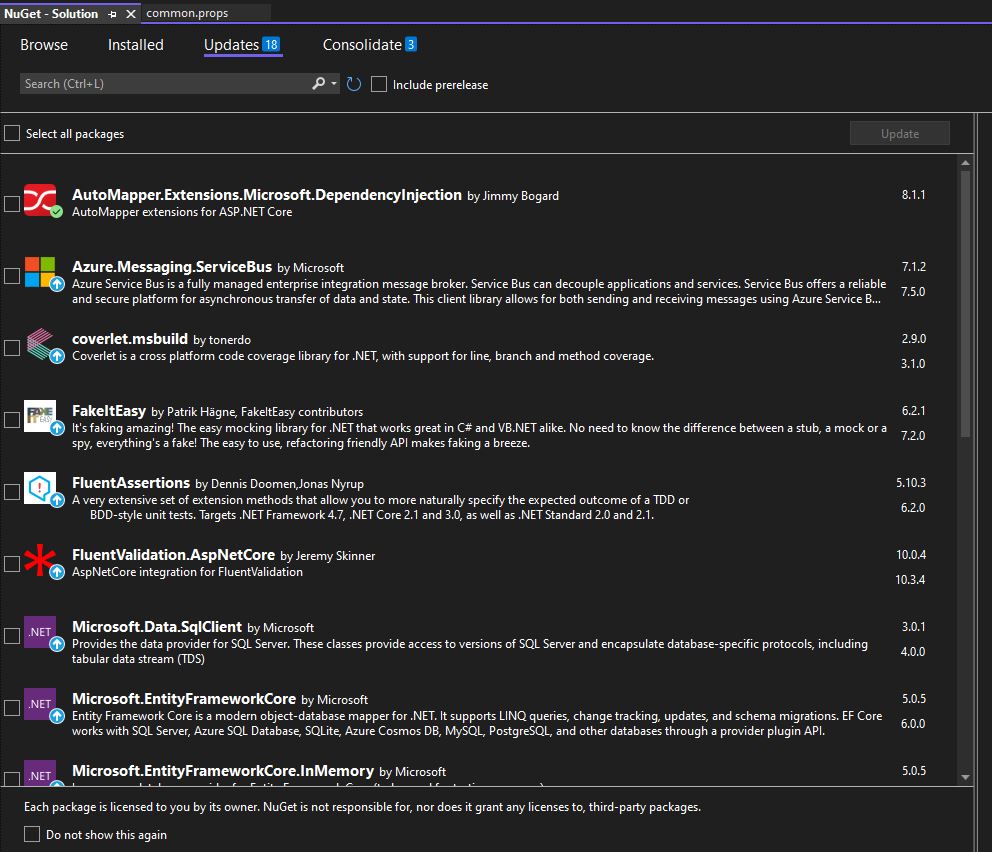 NuGet - Solution
common.props
Browse
Installed
Updates 18
Consolidate 3
Search (Ctrl+L)
Include prerelease
Select all packages
Update
AutoMapper.Extensions.Microsoft.DependencyInjection by Jimmy Bogard
8.1.1
AutoMapper extensions for ASP.NET Core
Azure.Messaging.ServiceBus by Microsoft
7.1.2
Azure Service Bus is a fully managed enterprise integration message broker. Service Bus can decouple applications and services. Service Bus offers a reliable
7.5.0
and secure platform for asynchronous transfer of data and state. This client library allows for both sending and receiving messages using Azure Service B...
coverlet.msbuild by tonerdo
2.9.0
Coverlet is a cross platform code coverage library for .NET, with support for line, branch and method coverage.
3.1.0
FAKE
IT EASY
FakeItEasy by Patrik Hägne, FakeItEasy contributors
6.2.1
It's faking amazing! The easy mocking library for .NET that works great in C# and VB.NET alike. No need to know the difference between a stub, a mock or a
7.2.0
spy, everything's a fake! The easy to use, refactoring friendly API makes faking a breeze.
FluentAssertions by Dennis Doomen,Jonas Nyrup
5.10.3
A very extensive set of extension methods that allow you to more naturally specify the expected outcome of a TDD or
6.2.0
BDD-style unit tests. Targets .NET Framework 4.7, .NET Core 2.1 and 3.0, as well as .NET Standard 2.0 and 2.1.
FluentValidation.AspNetCore by Jeremy Skinner
10.0.4
AspNetCore integration for FluentValidation
10.3.4
.NET
Microsoft.Data.SqlClient by Microsoft
3.0.1
Provides the data provider for SQL Server. These classes provide access to versions of SQL Server and encapsulate database-specific protocols, including
4.0.0
tabular data stream (TDS)
.NET
Microsoft.EntityFrameworkCore by Microsoft
5.0.5
Entity Framework Core is a modern object-database mapper for .NET. It supports LINQ queries, change tracking, updates, and schema migrations. EF Core
6.0.0
works with SQL Server, Azure SQL Database, SQLite, Azure Cosmos DB, MySQL, PostgreSQL, and other databases through a provider plugin API.
.NET
Microsoft.EntityFrameworkCore.InMemory by Microsoft
5.0.5
Each package is licensed to you by its owner. NuGet is not responsible for, nor does it grant any licenses to, third-party packages.
Do not show this again